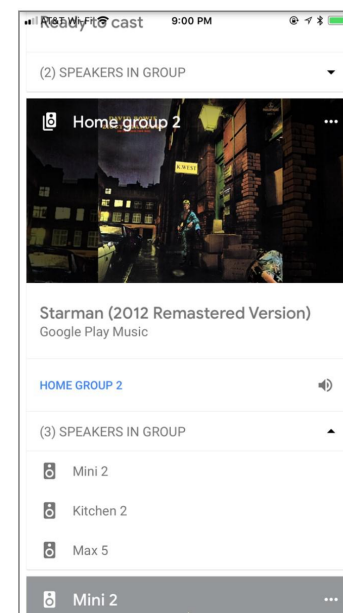 AT&T Wi-Fi 9:00 PM
Ready to cast
(2) SPEAKERS IN GROUP
Home group 2
K.WEST
Starman (2012 Remastered Version)
Google Play Music
HOME GROUP 2
(3) SPEAKERS IN GROUP
Mini 2
Kitchen 2
Max 5
Mini 2